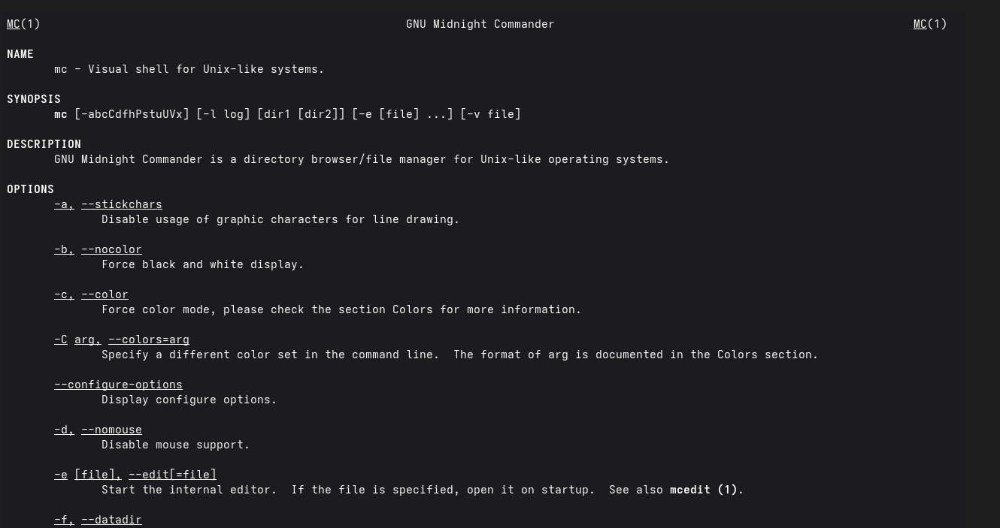 MC(1) GNU Midnight Commander MC(1)
NAME
mc - Visual shell for Unix-like systems.
SYNOPSIS
mc [-abcCdfhPstuUVx] [-l log] [dir1 [dir2]] [-e [file] ...] [-v file]
DESCRIPTION
GNU Midnight Commander is a directory browser/file manager for Unix-like operating systems.
OPTIONS
-a, --stickchars
Disable usage of graphic characters for line drawing.
-b, --nocolor
Force black and white display.
-c, --color
Force color mode, please check the section Colors for more information.
-C arg, --colors=arg
Specify a different color set in the command line.  The format of arg is documented in the Colors section.
--configure-options
Display configure options.
-d, --nomouse
Disable mouse support.
-e [file], --edit[=file]
Start the internal editor.  If the file is specified, open it on startup.  See also mcedit (1).
-f, --datadir